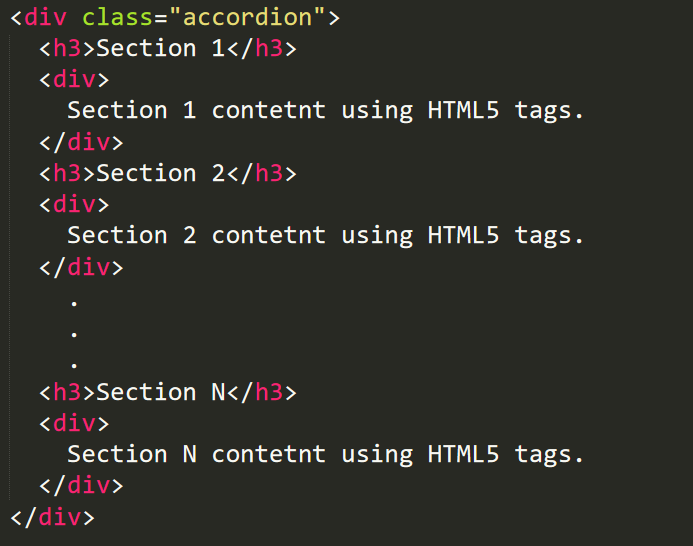 <div class="accordion">
<h3>Section 1</h3>
<div>
Section 1 contetnt using HTML5 tags.
</div>
<h3>Section 2</h3>
<div>
Section 2 contetnt using HTML5 tags.
</div>
.
.
.
<h3>Section N</h3>
<div>
Section N contetnt using HTML5 tags.
</div>
</div>